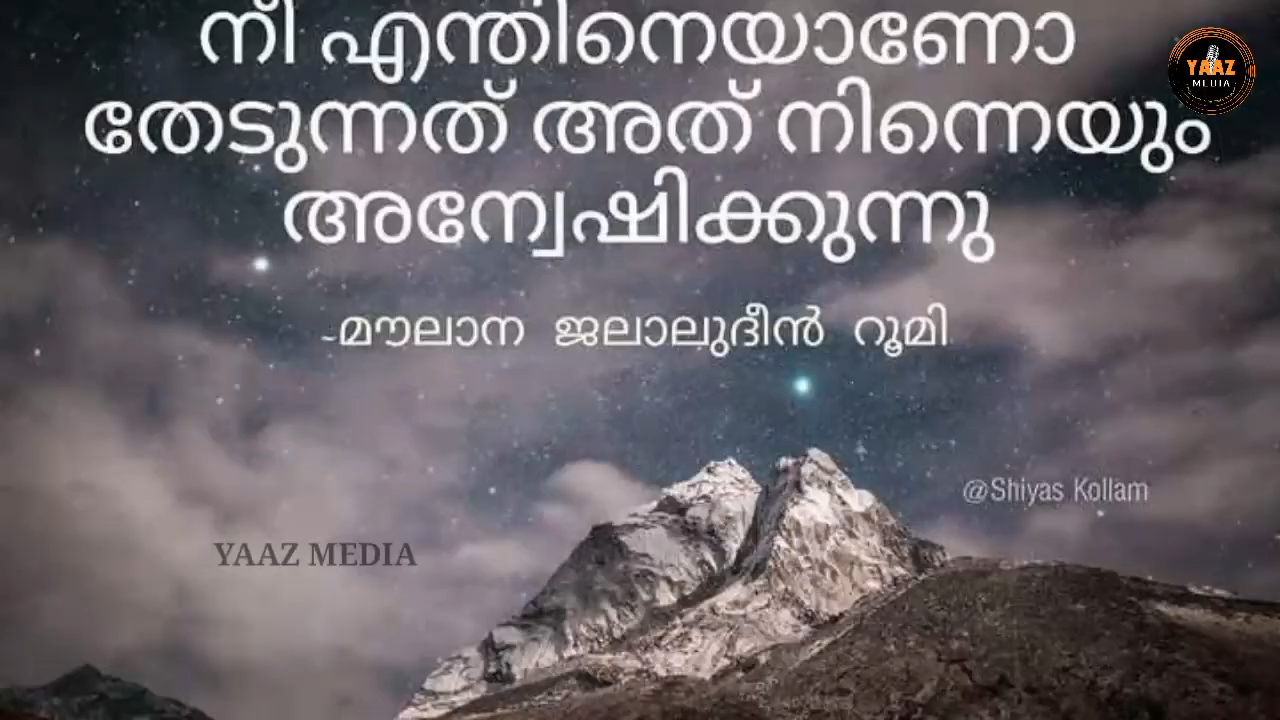 നീ എന്തിനെയാണോ
YAAZ
MEDIA
തേടുന്നത് അത് നിന്നെയും
അന്വേഷിക്കുന്നു
-മൗലാന ജലാലുദീൻ റൂമി
@Shiyas Kollam
YAAZ MEDIA